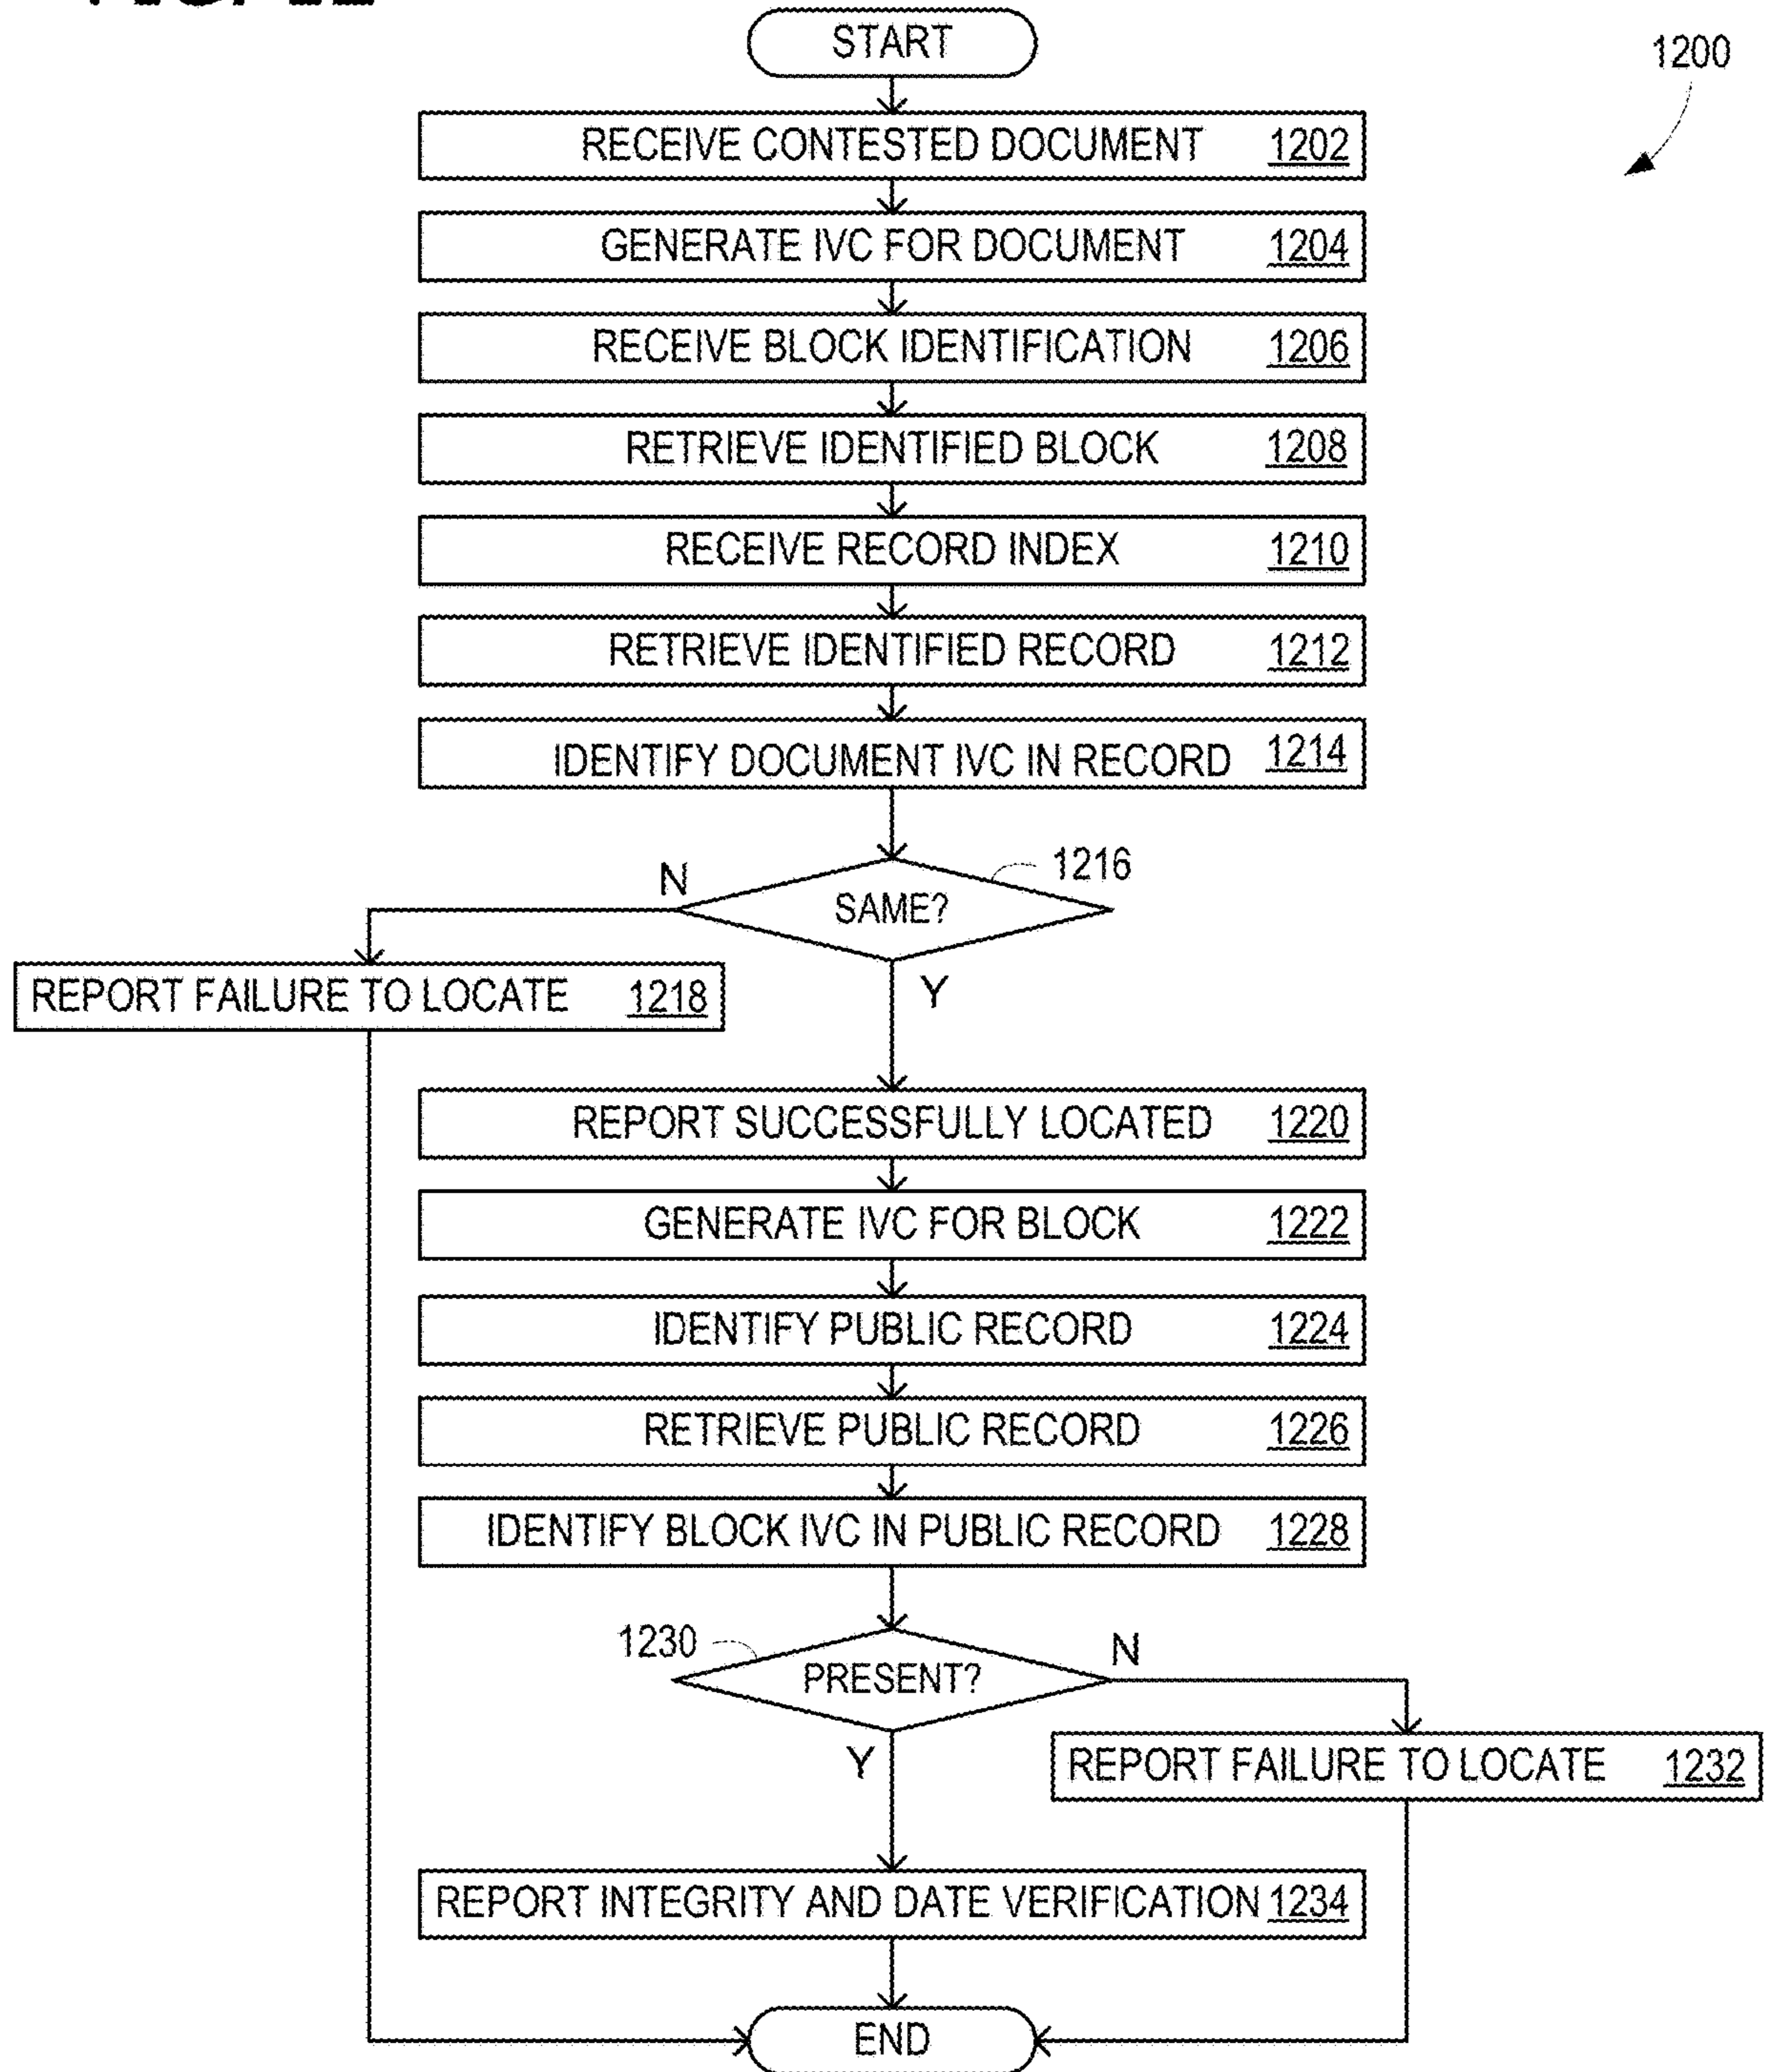 START
1200
RECEIVE CONTESTED DOCUMENT 1202
GENERATE IVC FOR DOCUMENT 1204
RECEIVE BLOCK IDENTIFICATION 1206
RETRIEVE IDENTIFIED BLOCK 1208
RECEIVE RECORD INDEX 1210
RETRIEVE IDENTIFIED RECORD 1212
IDENTIFY DOCUMENT IVC IN RECORD 1214
1216
N
SAME?
REPORT FAILURE TO LOCATE 1218
Y
REPORT SUCCESSFULLY LOCATED 1220
GENERATE IVC FOR BLOCK 1222
IDENTIFY PUBLIC RECORD 1224
RETRIEVE PUBLIC RECORD 1226
IDENTIFY BLOCK IVC IN PUBLIC RECORD 1228
1230
N
PRESENT?
Y
REPORT FAILURE TO LOCATE 1232
REPORT INTEGRITY AND DATE VERIFICATION 1234
END